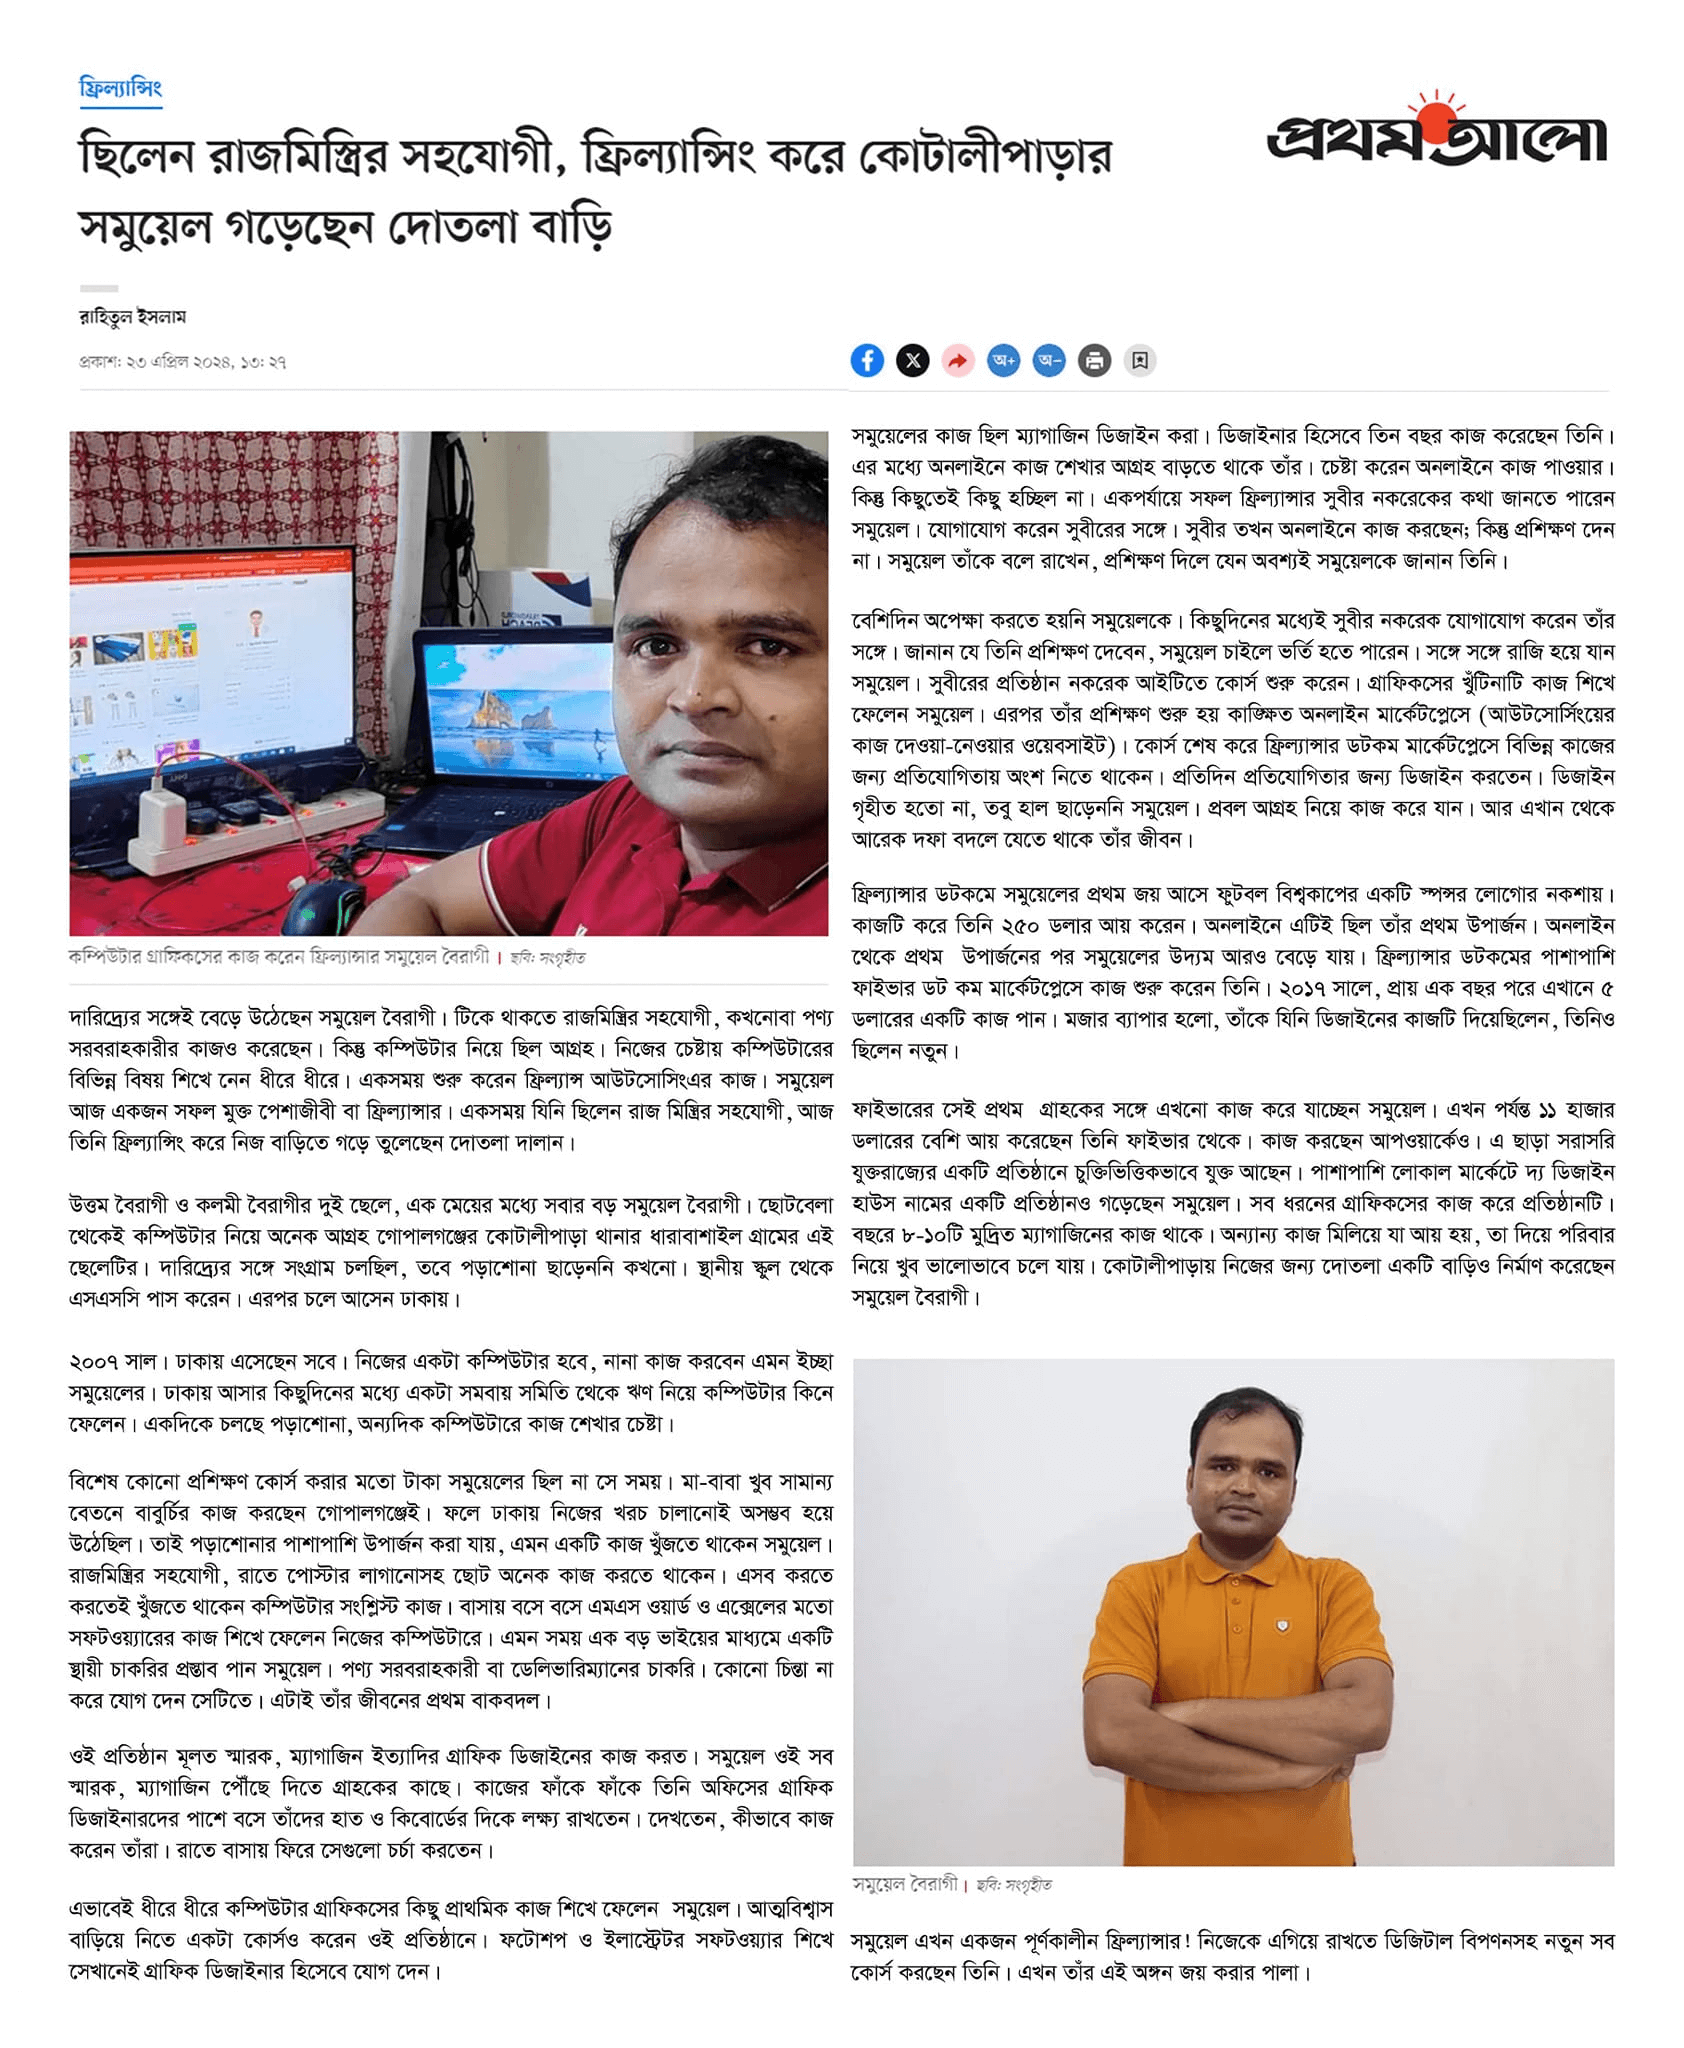 ফ্রিল্যান্সিং
ছিলেন রাজমিস্ত্রির সহযোগী, ফ্রিল্যান্সিং করে কোটালীপাড়ার
সমুয়েল গড়েছেন দোতলা বাড়ি
প্রথম আলো
রাহিতুল ইসলাম
প্রকাশ: ২৩ এপ্রিল ২০২৪, ১৩: ২৭
অ+ অ−
কম্পিউটার গ্রাফিকসের কাজ করেন ফ্রিল্যান্সার সমুয়েল বৈরাগী | ছবি: সংগৃহীত
দারিদ্র্যের সঙ্গেই বেড়ে উঠেছেন সমুয়েল বৈরাগী। টিকে থাকতে রাজমিস্ত্রির সহযোগী, কখনোবা পণ্য
সরবরাহকারীর কাজও করেছেন। কিন্তু কম্পিউটার নিয়ে ছিল আগ্রহ। নিজের চেষ্টায় কম্পিউটারের
বিভিন্ন বিষয় শিখে নেন ধীরে ধীরে। একসময় শুরু করেন ফ্রিল্যান্স আউটসোসিংএর কাজ। সমুয়েল
আজ একজন সফল মুক্ত পেশাজীবী বা ফ্রিল্যান্সার। একসময় যিনি ছিলেন রাজ মিস্ত্রির সহযোগী, আজ
তিনি ফ্রিল্যান্সিং করে নিজ বাড়িতে গড়ে তুলেছেন দোতলা দালান।
উত্তম বৈরাগী ও কলমী বৈরাগীর দুই ছেলে, এক মেয়ের মধ্যে সবার বড় সমুয়েল বৈরাগী। ছোটবেলা
থেকেই কম্পিউটার নিয়ে অনেক আগ্রহ গোপালগঞ্জের কোটালীপাড়া থানার ধারাবাশাইল গ্রামের এই
ছেলেটির। দারিদ্র্যের সঙ্গে সংগ্রাম চলছিল, তবে পড়াশোনা ছাড়েননি কখনো। স্থানীয় স্কুল থেকে
এসএসসি পাস করেন। এরপর চলে আসেন ঢাকায়।
২০০৭ সাল। ঢাকায় এসেছেন সবে। নিজের একটা কম্পিউটার হবে, নানা কাজ করবেন এমন ইচ্ছা
সমুয়েলের। ঢাকায় আসার কিছুদিনের মধ্যে একটা সমবায় সমিতি থেকে ঋণ নিয়ে কম্পিউটার কিনে
ফেলেন। একদিকে চলছে পড়াশোনা, অন্যদিক কম্পিউটারে কাজ শেখার চেষ্টা।
বিশেষ কোনো প্রশিক্ষণ কোর্স করার মতো টাকা সমুয়েলের ছিল না সে সময়। মা-বাবা খুব সামান্য
বেতনে বাবুর্চির কাজ করছেন গোপালগঞ্জেই। ফলে ঢাকায় নিজের খরচ চালানোই অসম্ভব হয়ে
উঠেছিল। তাই পড়াশোনার পাশাপাশি উপার্জন করা যায়, এমন একটি কাজ খুঁজতে থাকেন সমুয়েল।
রাজমিস্ত্রির সহযোগী, রাতে পোস্টার লাগানোসহ ছোট অনেক কাজ করতে থাকেন। এসব করতে
করতেই খুঁজতে থাকেন কম্পিউটার সংশ্লিস্ট কাজ। বাসায় বসে বসে এমএস ওয়ার্ড ও এক্সেলের মতো
সফটওয়্যারের কাজ শিখে ফেলেন নিজের কম্পিউটারে। এমন সময় এক বড় ভাইয়ের মাধ্যমে একটি
স্থায়ী চাকরির প্রস্তাব পান সমুয়েল। পণ্য সরবরাহকারী বা ডেলিভারিম্যানের চাকরি। কোনো চিন্তা না
করে যোগ দেন সেটিতে। এটাই তাঁর জীবনের প্রথম বাকবদল।
ওই প্রতিষ্ঠান মূলত স্মারক, ম্যাগাজিন ইত্যাদির গ্রাফিক ডিজাইনের কাজ করত। সমুয়েল ওই সব
স্মারক, ম্যাগাজিন পৌঁছে দিতে গ্রাহকের কাছে। কাজের ফাঁকে ফাঁকে তিনি অফিসের গ্রাফিক
ডিজাইনারদের পাশে বসে তাঁদের হাত ও কিবোর্ডের দিকে লক্ষ্য রাখতেন। দেখতেন, কীভাবে কাজ
করেন তাঁরা। রাতে বাসায় ফিরে সেগুলো চর্চা করতেন।
এভাবেই ধীরে ধীরে কম্পিউটার গ্রাফিকসের কিছু প্রাথমিক কাজ শিখে ফেলেন সমুয়েল। আত্মবিশ্বাস
বাড়িয়ে নিতে একটা কোর্সও করেন ওই প্রতিষ্ঠানে। ফটোশপ ও ইলাস্ট্রেটর সফটওয়্যার শিখে
সেখানেই গ্রাফিক ডিজাইনার হিসেবে যোগ দেন।
সমুয়েলের কাজ ছিল ম্যাগাজিন ডিজাইন করা। ডিজাইনার হিসেবে তিন বছর কাজ করেছেন তিনি।
এর মধ্যে অনলাইনে কাজ শেখার আগ্রহ বাড়তে থাকে তাঁর। চেষ্টা করেন অনলাইনে কাজ পাওয়ার।
কিন্তু কিছুতেই কিছু হচ্ছিল না। একপর্যায়ে সফল ফ্রিল্যান্সার সুবীর নকরেকের কথা জানতে পারেন
সমুয়েল। যোগাযোগ করেন সুবীরের সঙ্গে। সুবীর তখন অনলাইনে কাজ করছেন; কিন্তু প্রশিক্ষণ দেন
না। সমুয়েল তাঁকে বলে রাখেন, প্রশিক্ষণ দিলে যেন অবশ্যই সমুয়েলকে জানান তিনি।
বেশিদিন অপেক্ষা করতে হয়নি সমুয়েলকে। কিছুদিনের মধ্যেই সুবীর নকরেক যোগাযোগ করেন তাঁর
সঙ্গে। জানান যে তিনি প্রশিক্ষণ দেবেন, সমুয়েল চাইলে ভর্তি হতে পারেন। সঙ্গে সঙ্গে রাজি হয়ে যান
সমুয়েল। সুবীরের প্রতিষ্ঠান নকরেক আইটিতে কোর্স শুরু করেন। গ্রাফিকসের খুঁটিনাটি কাজ শিখে
ফেলেন সমুয়েল। এরপর তাঁর প্রশিক্ষণ শুরু হয় কাঙ্ক্ষিত অনলাইন মার্কেটপ্লেসে (আউটসোর্সিংয়ের
কাজ দেওয়া-নেওয়ার ওয়েবসাইট)। কোর্স শেষ করে ফ্রিল্যান্সার ডটকম মার্কেটপ্লেসে বিভিন্ন কাজের
জন্য প্রতিযোগিতায় অংশ নিতে থাকেন। প্রতিদিন প্রতিযোগিতার জন্য ডিজাইন করতেন। ডিজাইন
গৃহীত হতো না, তবু হাল ছাড়েননি সমুয়েল। প্রবল আগ্রহ নিয়ে কাজ করে যান। আর এখান থেকে
আরেক দফা বদলে যেতে থাকে তাঁর জীবন।
ফ্রিল্যান্সার ডটকমে সমুয়েলের প্রথম জয় আসে ফুটবল বিশ্বকাপের একটি স্পন্সর লোগোর নকশায়।
কাজটি করে তিনি ২৫০ ডলার আয় করেন। অনলাইনে এটিই ছিল তাঁর প্রথম উপার্জন। অনলাইন
থেকে প্রথম উপার্জনের পর সমুয়েলের উদ্যম আরও বেড়ে যায়। ফ্রিল্যান্সার ডটকমের পাশাপাশি
ফাইভার ডট কম মার্কেটপ্লেসে কাজ শুরু করেন তিনি। ২০১৭ সালে, প্রায় এক বছর পরে এখানে ৫
ডলারের একটি কাজ পান। মজার ব্যাপার হলো, তাঁকে যিনি ডিজাইনের কাজটি দিয়েছিলেন, তিনিও
ছিলেন নতুন।
ফাইভারের সেই প্রথম গ্রাহকের সঙ্গে এখনো কাজ করে যাচ্ছেন সমুয়েল। এখন পর্যন্ত ১১ হাজার
ডলারের বেশি আয় করেছেন তিনি ফাইভার থেকে। কাজ করছেন আপওয়ার্কেও। এ ছাড়া সরাসরি
যুক্তরাজ্যের একটি প্রতিষ্ঠানে চুক্তিভিত্তিকভাবে যুক্ত আছেন। পাশাপাশি লোকাল মার্কেটে দ্য ডিজাইন
হাউস নামের একটি প্রতিষ্ঠানও গড়েছেন সমুয়েল। সব ধরনের গ্রাফিকসের কাজ করে প্রতিষ্ঠানটি।
বছরে ৮-১০টি মুদ্রিত ম্যাগাজিনের কাজ থাকে। অন্যান্য কাজ মিলিয়ে যা আয় হয়, তা দিয়ে পরিবার
নিয়ে খুব ভালোভাবে চলে যায়। কোটালীপাড়ায় নিজের জন্য দোতলা একটি বাড়িও নির্মাণ করেছেন
সমুয়েল বৈরাগী।
সমুয়েল বৈরাগী | ছবি: সংগৃহীত
সমুয়েল এখন একজন পূর্ণকালীন ফ্রিল্যান্সার! নিজেকে এগিয়ে রাখতে ডিজিটাল বিপণনসহ নতুন সব
কোর্স করছেন তিনি। এখন তাঁর এই অঙ্গন জয় করার পালা।